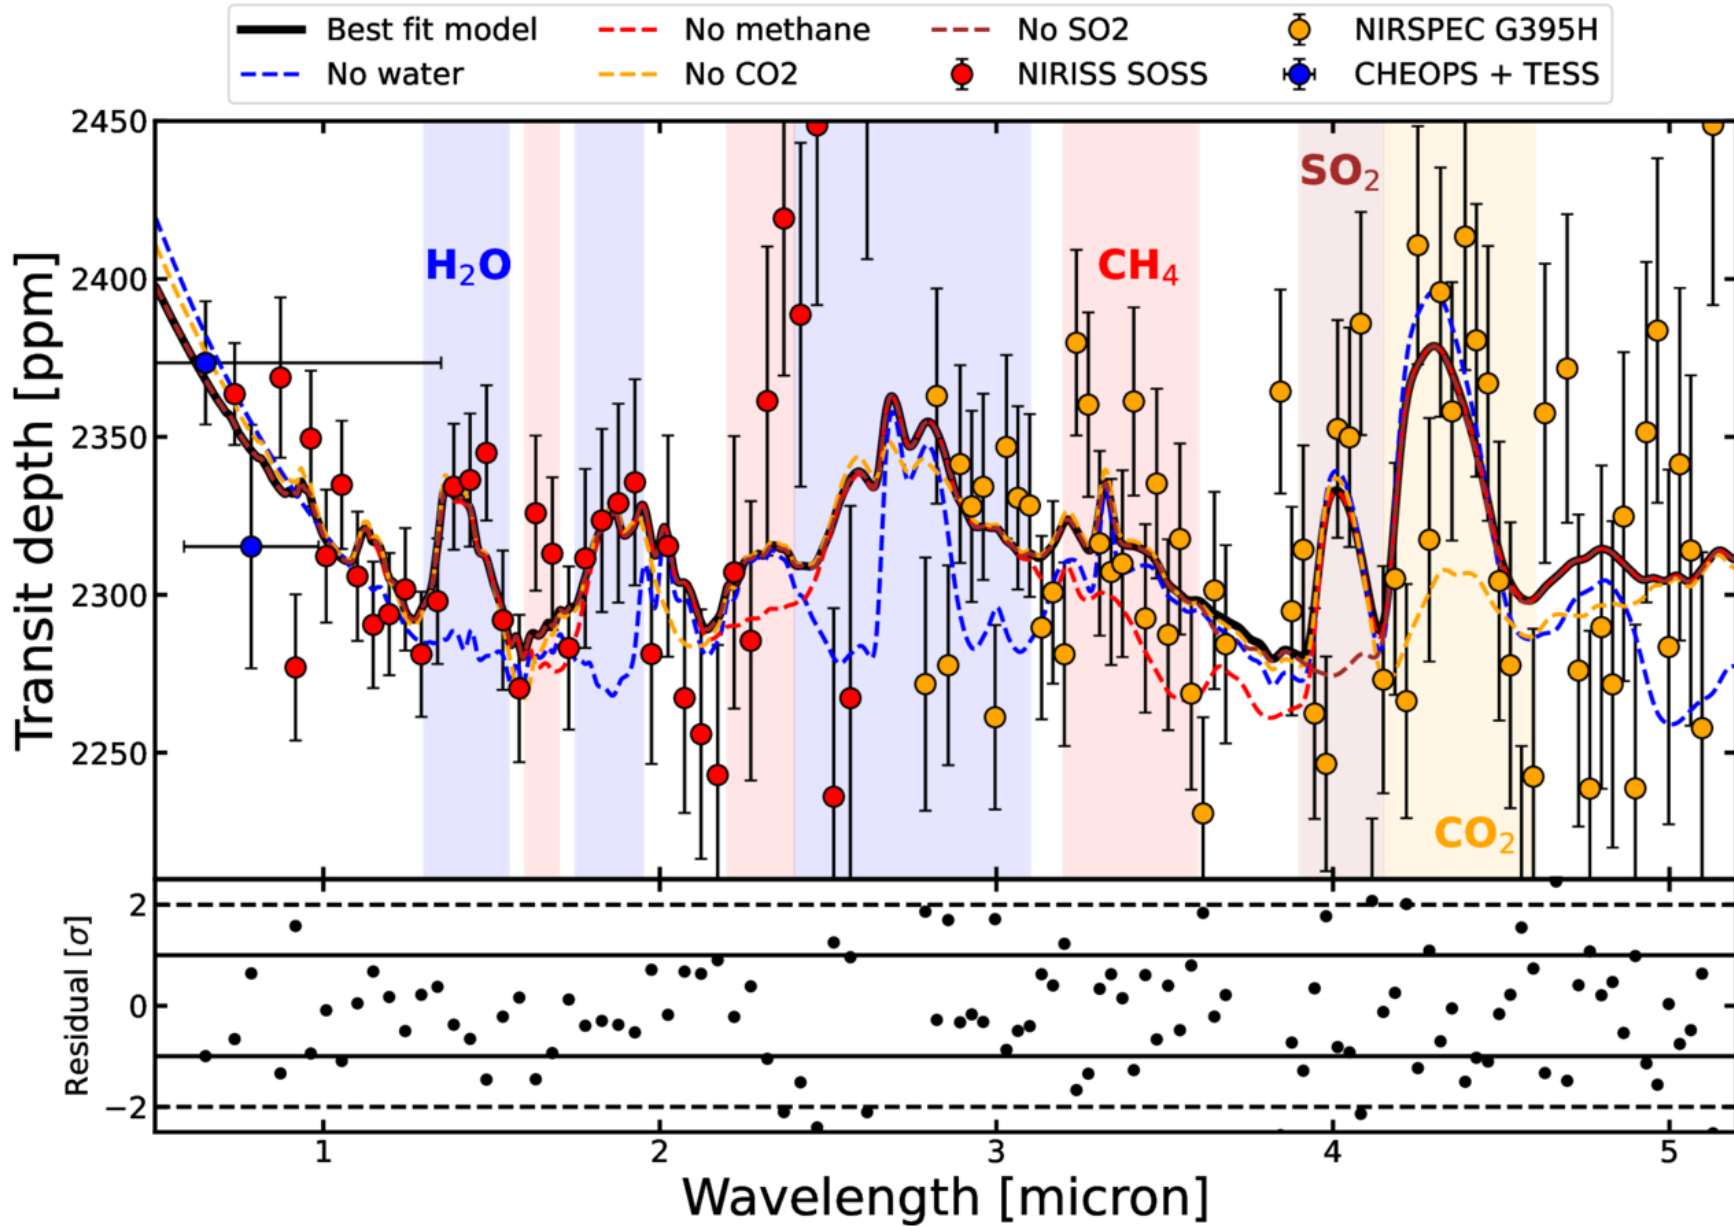 Best fit model No methane No SO2 NIRSPEC G395H
No water No CO2 NIRISS SOSS CHEOPS + TESS
2450
2400
2350
2300
2250
Transit depth [ppm]
H₂O
CH₄
SO₂
CO₂
2
0
−2
Residual [σ]
1 2 3 4 5
Wavelength [micron]